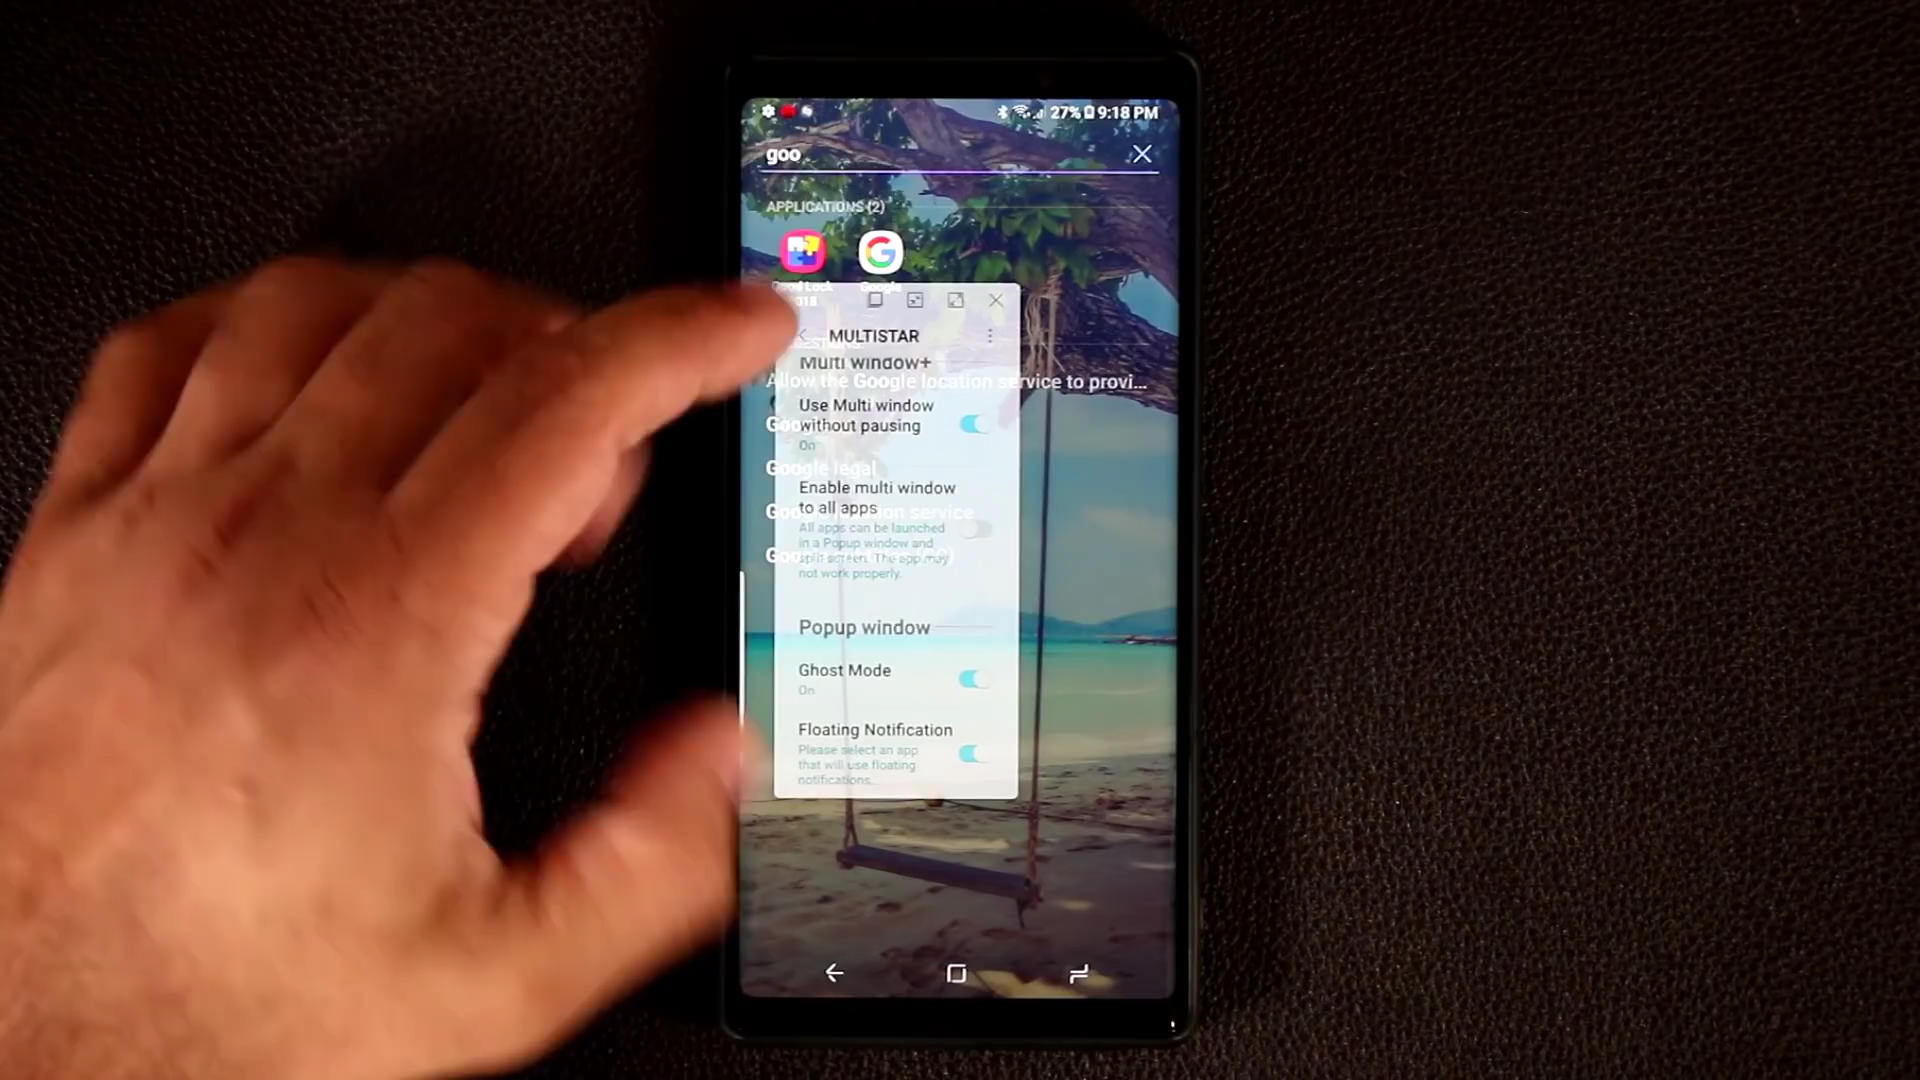 27% 9:18 PM
goo
APPLICATIONS (2)
Lock Google
018
MULTISTAR
Multi window+
Allow the Google location service to provi...
Use Multi window
without pausing
On
Google legal
Enable multi window
to all apps
All apps can be launched
in a Popup window and
split screen. The app may
not work properly.
Popup window
Ghost Mode
On
Floating Notification
Please select an app
that will use floating
notifications.